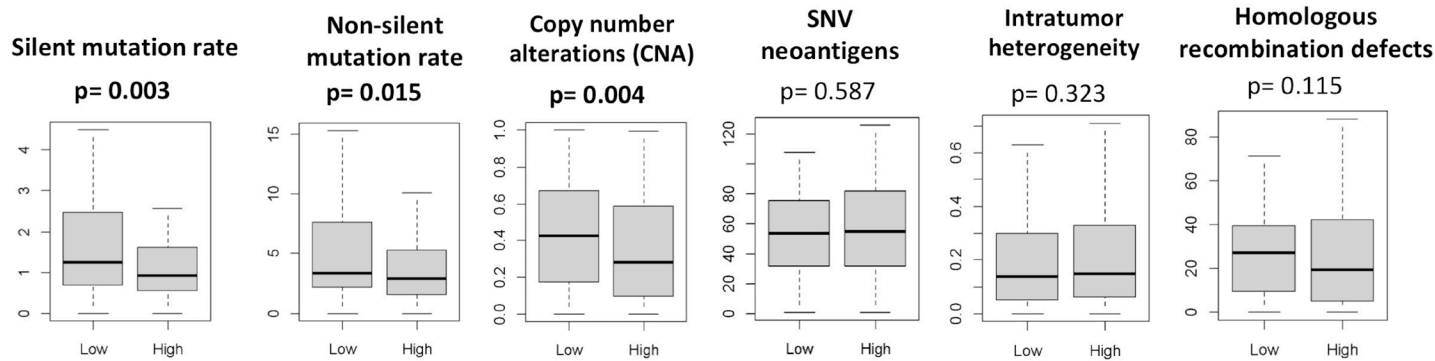 Silent mutation rate
p= 0.003
4
3
2
1
0
Low High
Non-silent
mutation rate
p= 0.015
15
10
5
0
Low High
Copy number
alterations (CNA)
p= 0.004
1.0
0.8
0.6
0.4
0.2
0.0
Low High
SNV
neoantigens
p= 0.587
120
80
60
40
20
0
Low High
Intratumor
heterogeneity
p= 0.323
0.6
0.4
0.2
0.0
Low High
Homologous
recombination defects
p= 0.115
80
60
40
20
0
Low High